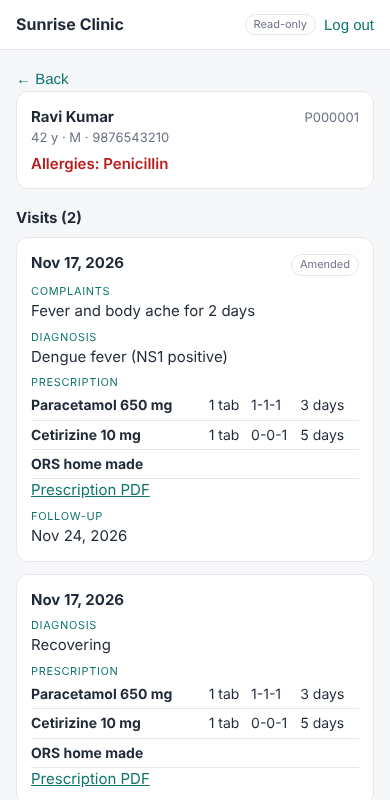 Sunrise Clinic Read-only Log out
← Back
Ravi Kumar P000001
42 y · M · 9876543210
Allergies: Penicillin
Visits (2)
Nov 17, 2026 Amended
COMPLAINTS
Fever and body ache for 2 days
DIAGNOSIS
Dengue fever (NS1 positive)
PRESCRIPTION
Paracetamol 650 mg 1 tab 1-1-1 3 days
Cetirizine 10 mg 1 tab 0-0-1 5 days
ORS home made
Prescription PDF
FOLLOW-UP
Nov 24, 2026
Nov 17, 2026
DIAGNOSIS
Recovering
PRESCRIPTION
Paracetamol 650 mg 1 tab 1-1-1 3 days
Cetirizine 10 mg 1 tab 0-0-1 5 days
ORS home made
Prescription PDF